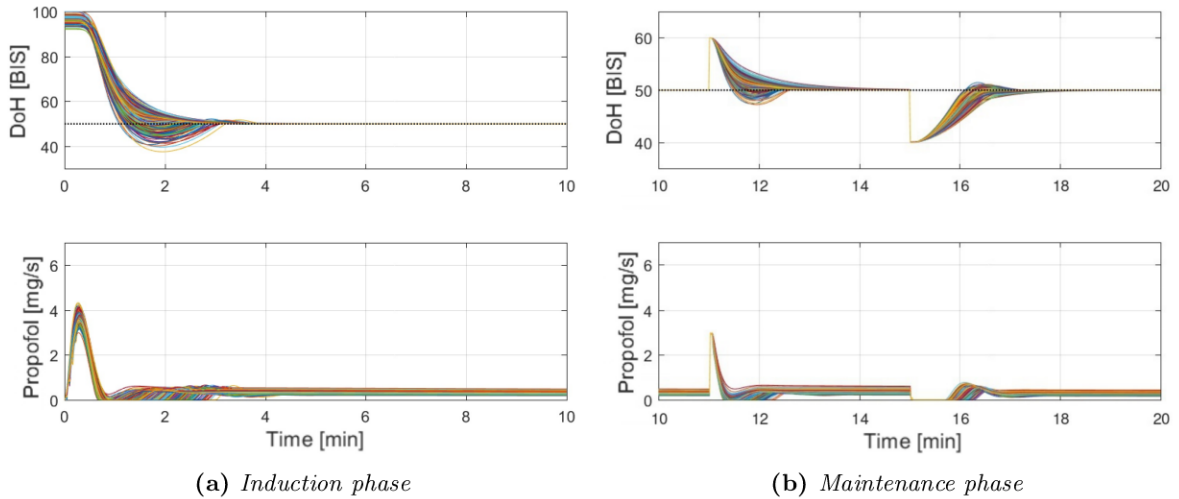 100
80
60
40
DoH [BIS]
0 2 4 6 8 10
60
50
40
DoH [BIS]
10 12 14 16 18 20
6
4
2
0
Propofol [mg/s]
0 2 4 6 8 10
Time [min]
6
4
2
0
Propofol [mg/s]
10 12 14 16 18 20
Time [min]
(a) Induction phase
(b) Maintenance phase